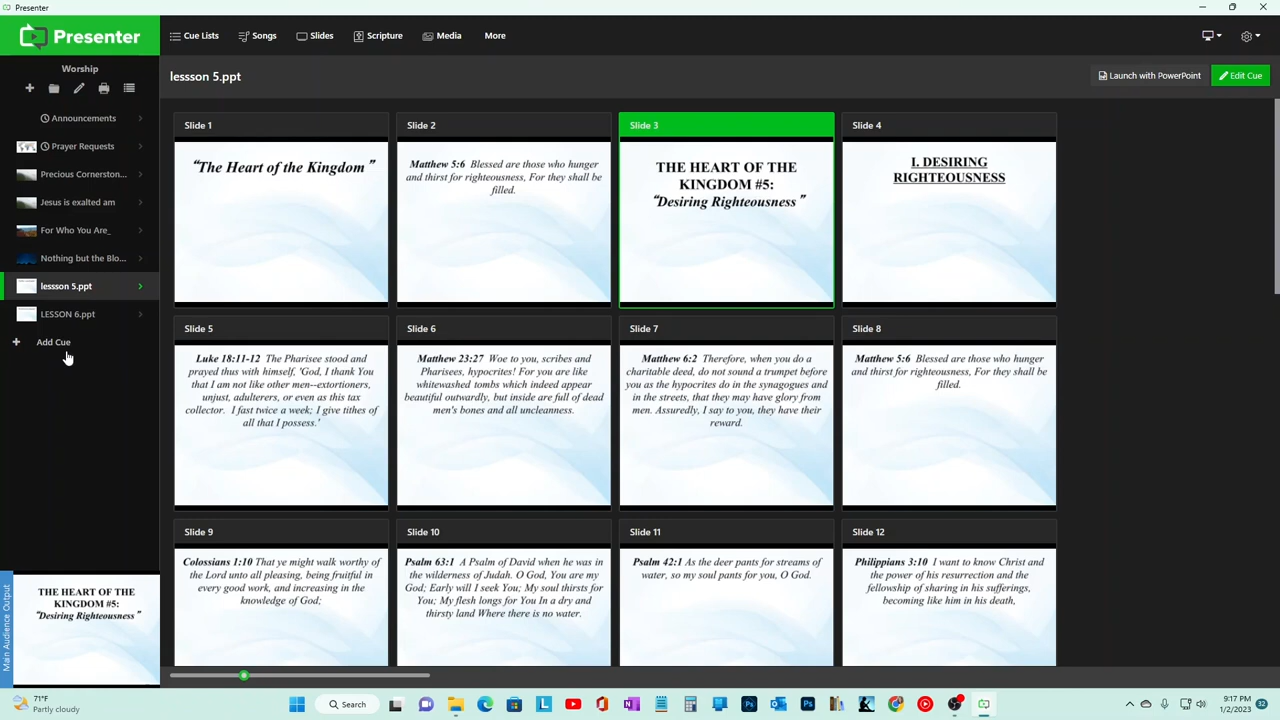 Presenter
Presenter
Cue Lists
Songs
Slides
Scripture
Media
More
Worship
lessson 5.ppt
Launch with PowerPoint
Edit Cue
Announcements
Prayer Requests
Precious Cornerston...
Jesus is exalted am
For Who You Are_
Nothing but the Blo...
lessson 5.ppt
LESSON 6.ppt
Add Cue
Slide 1
“The Heart of the Kingdom”
Slide 2
Matthew 5:6 Blessed are those who hunger
and thirst for righteousness, For they shall be
filled.
Slide 3
THE HEART OF THE
KINGDOM #5:
“Desiring Righteousness”
Slide 4
I. DESIRING
RIGHTEOUSNESS
Slide 5
Luke 18:11-12 The Pharisee stood and
prayed thus with himself, 'God, I thank You
that I am not like other men--extortioners,
unjust, adulterers, or even as this tax
collector. I fast twice a week; I give tithes of
all that I possess.'
Slide 6
Matthew 23:27 Woe to you, scribes and
Pharisees, hypocrites! For you are like
whitewashed tombs which indeed appear
beautiful outwardly, but inside are full of dead
men's bones and all uncleanness.
Slide 7
Matthew 6:2 Therefore, when you do a
charitable deed, do not sound a trumpet before
you as the hypocrites do in the synagogues and
in the streets, that they may have glory from
men. Assuredly, I say to you, they have their
reward.
Slide 8
Matthew 5:6 Blessed are those who hunger
and thirst for righteousness, For they shall be
filled.
Slide 9
Colossians 1:10 That ye might walk worthy of
the Lord unto all pleasing, being fruitful in
every good work, and increasing in the
knowledge of God;
Slide 10
Psalm 63:1 A Psalm of David when he was in
the wilderness of Judah. O God, You are my
God; Early will I seek You; My soul thirsts for
You; My flesh longs for You In a dry and
thirsty land Where there is no water.
Slide 11
Psalm 42:1 As the deer pants for streams of
water, so my soul pants for you, O God.
Slide 12
Philippians 3:10 I want to know Christ and
the power of his resurrection and the
fellowship of sharing in his sufferings,
becoming like him in his death,
Main Audience Output
THE HEART OF THE
KINGDOM #5:
“Desiring Righteousness”
71°F
Partly cloudy
Search
9:17 PM
1/2/2023